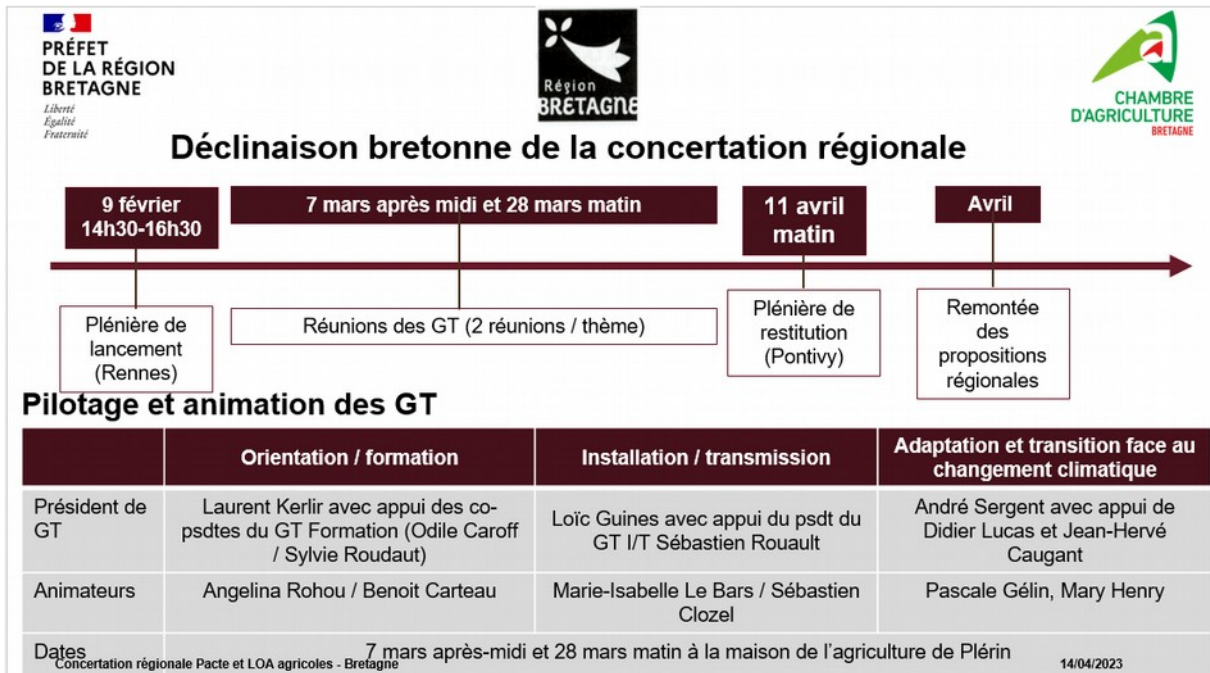 PRÉFET
DE LA RÉGION
BRETAGNE
Liberté
Égalité
Fraternité
Région
BRETAGNE
CHAMBRE
D'AGRICULTURE
BRETAGNE
Déclinaison bretonne de la concertation régionale
9 février
14h30-16h30
7 mars après midi et 28 mars matin
11 avril
matin
Avril
Plénière de
lancement
(Rennes)
Réunions des GT (2 réunions / thème)
Plénière de
restitution
(Pontivy)
Remontée
des
propositions
régionales
Pilotage et animation des GT
Orientation / formation
Installation / transmission
Adaptation et transition face au
changement climatique
Président de
GT
Laurent Kerlir avec appui des co-
psdtes du GT Formation (Odile Caroff
/ Sylvie Roudaut)
Loïc Guines avec appui du psdt du
GT I/T Sébastien Rouault
André Sergent avec appui de
Didier Lucas et Jean-Hervé
Caugant
Animateurs
Angelina Rohou / Benoit Carteau
Marie-Isabelle Le Bars / Sébastien
Clozel
Pascale Gélin, Mary Henry
Dates
7 mars après-midi et 28 mars matin à la maison de l'agriculture de Plérin
Concertation régionale Pacte et LOA agricoles - Bretagne
14/04/2023